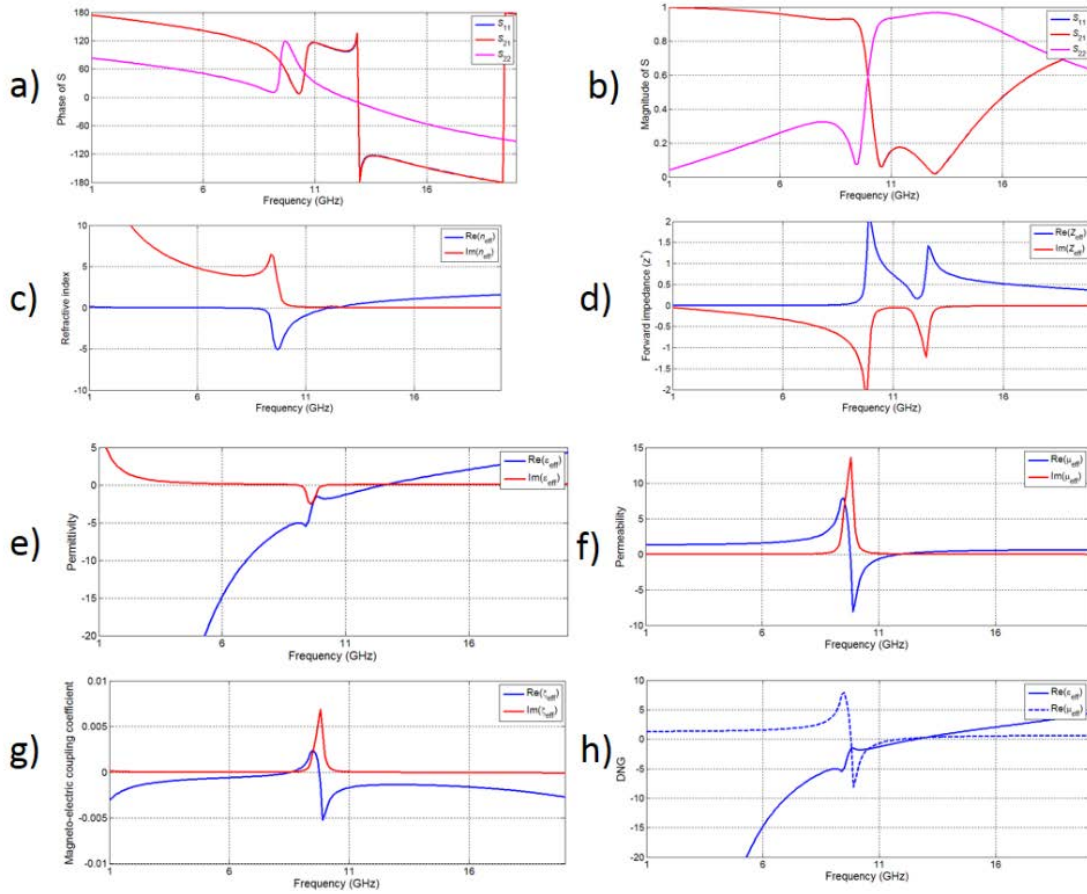 a)
Phase of S
180
120
60
0
-60
-120
-180
1
6
11
16
Frequency (GHz)
S11
S21
S22
b)
Magnitude of S
1
0.8
0.6
0.4
0.2
0
1
6
11
16
Frequency (GHz)
S11
S21
S22
c)
Refractive index
10
5
0
-5
-10
1
6
11
16
Frequency (GHz)
Re(neff)
Im(neff)
d)
Forward impedance (z+)
2
1.5
1
0.5
0
-0.5
-1
-1.5
-2
1
6
11
16
Frequency (GHz)
Re(Zeff)
Im(Zeff)
e)
Permittivity
5
0
-5
-10
-15
-20
1
6
11
16
Frequency (GHz)
Re(εeff)
Im(εeff)
f)
Permeability
15
10
5
0
-5
-10
1
6
11
16
Frequency (GHz)
Re(μeff)
Im(μeff)
g)
Magneto-electric coupling coefficient
0.01
0.005
0
-0.005
-0.01
1
6
11
16
Frequency (GHz)
Re(ξeff)
Im(ξeff)
h)
DNG
10
5
0
-5
-10
-15
-20
1
6
11
16
Frequency (GHz)
Re(εeff)
Re(μeff)